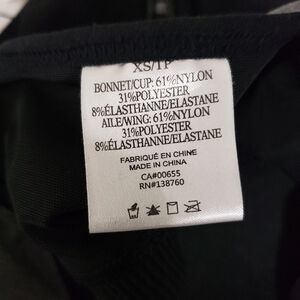 XS/TP
BONNET/CUP: 61%NYLON
31%POLYESTER
8%ÉLASTHANNE/ELASTANE
AILE/WING: 61%NYLON
31%POLYESTER
8%ÉLASTHANNE/ELASTANE
FABRIQUÉ EN CHINE
MADE IN CHINA
CA#00655
RN#138760